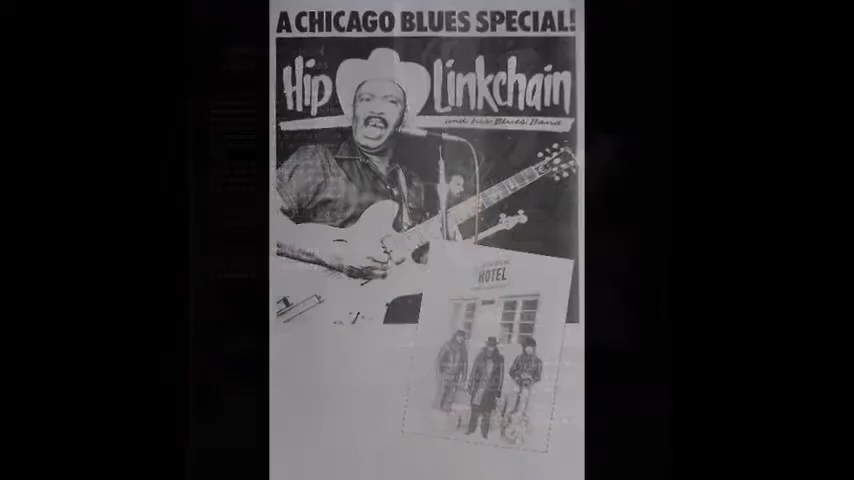 A CHICAGO BLUES SPECIAL!
Hip Linkchain
and his Blues Band
HOTEL